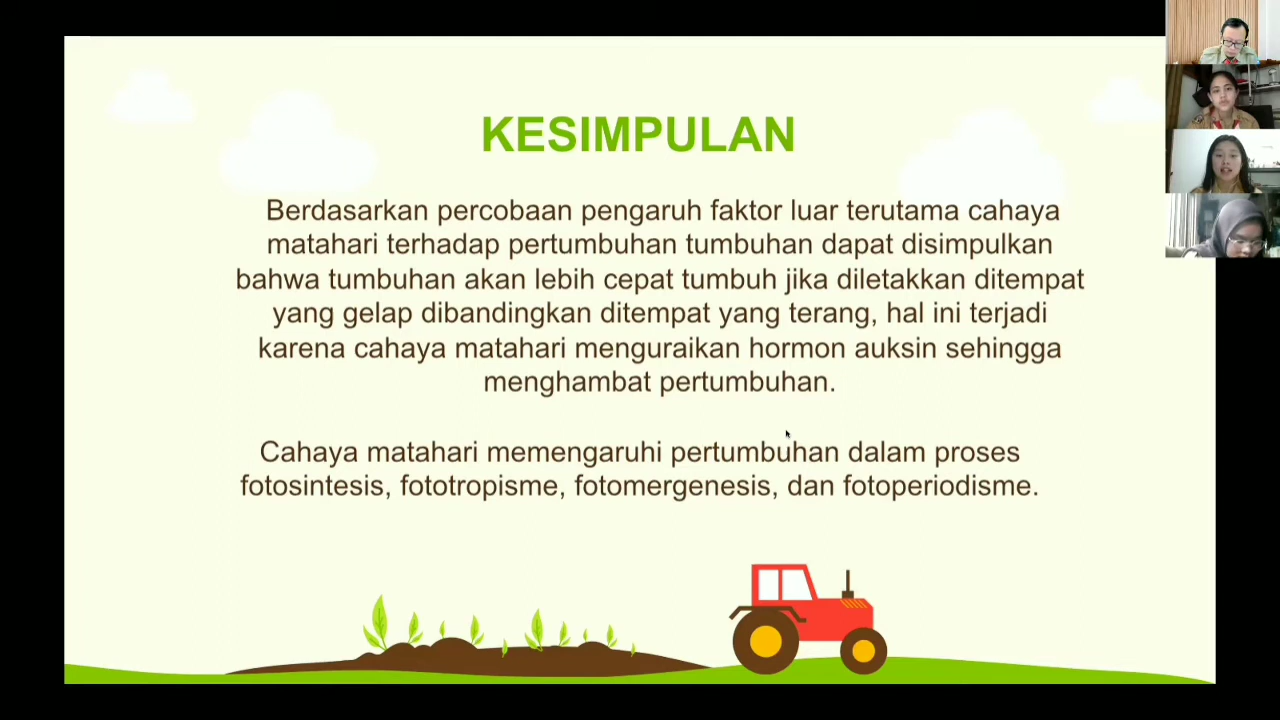 KESIMPULAN
Berdasarkan percobaan pengaruh faktor luar terutama cahaya
matahari terhadap pertumbuhan tumbuhan dapat disimpulkan
bahwa tumbuhan akan lebih cepat tumbuh jika diletakkan ditempat
yang gelap dibandingkan ditempat yang terang, hal ini terjadi
karena cahaya matahari menguraikan hormon auksin sehingga
menghambat pertumbuhan.
Cahaya matahari memengaruhi pertumbuhan dalam proses
fotosintesis, fototropisme, fotomergenesis, dan fotoperiodisme.